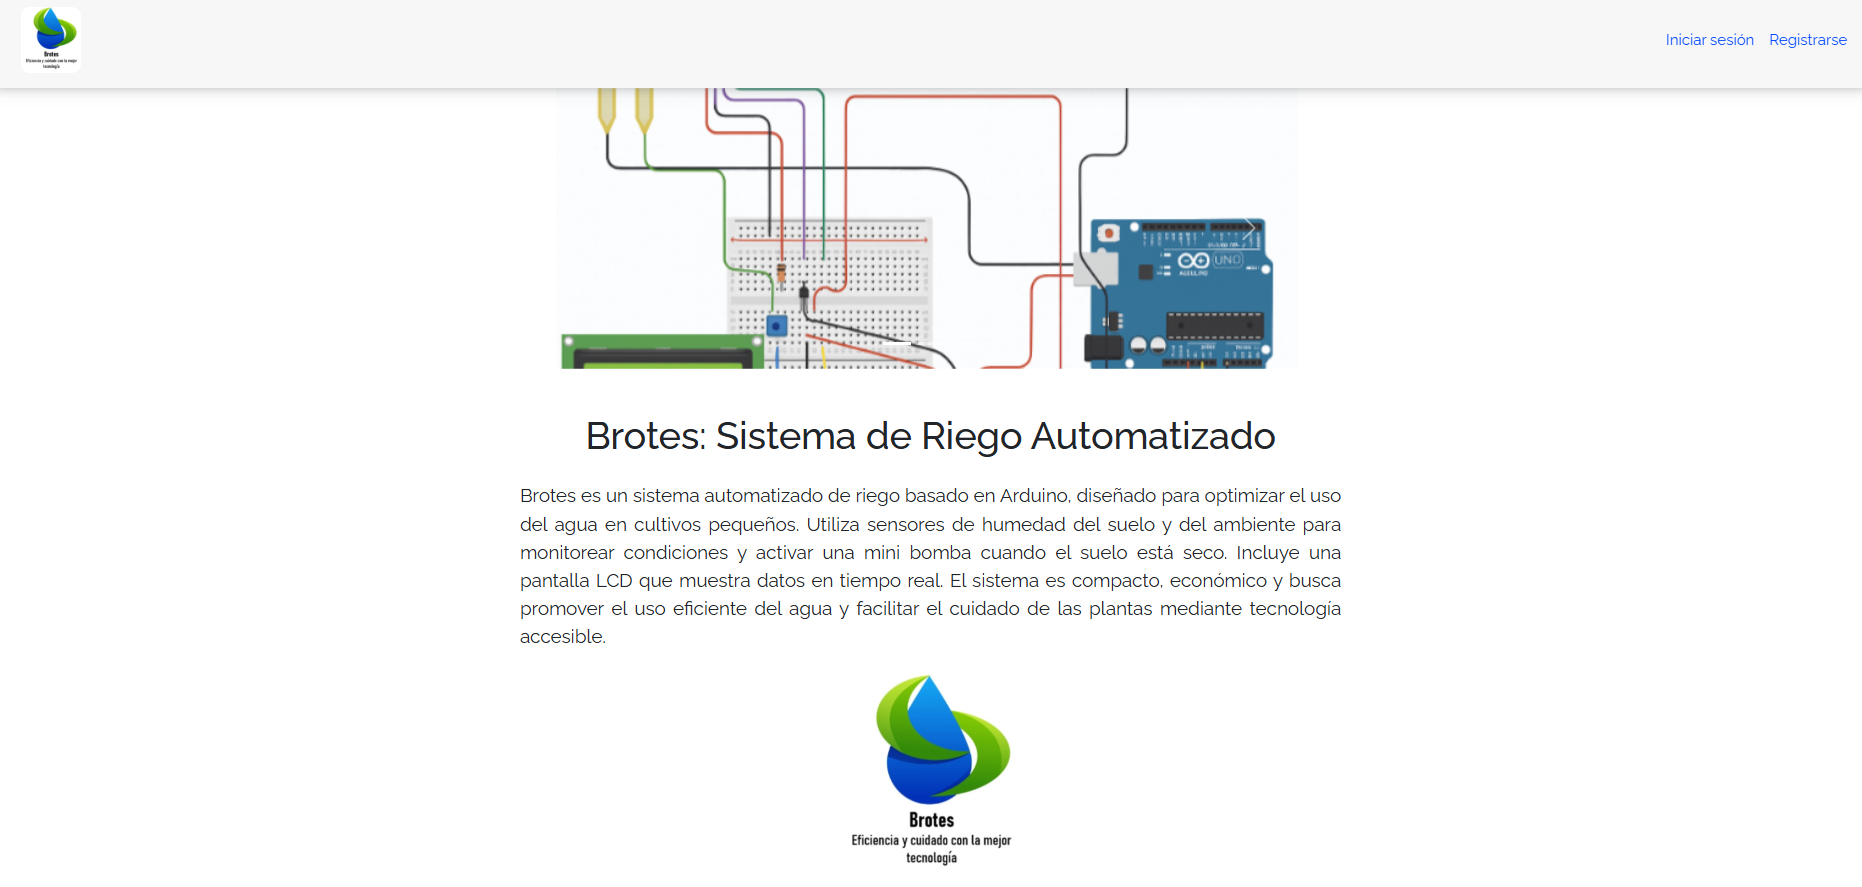 Brotes
Eficiencia y cuidado con la mejor
tecnología
Iniciar sesión Registrarse
UNO
Brotes: Sistema de Riego Automatizado
Brotes es un sistema automatizado de riego basado en Arduino, diseñado para optimizar el uso
del agua en cultivos pequeños. Utiliza sensores de humedad del suelo y del ambiente para
monitorear condiciones y activar una mini bomba cuando el suelo está seco. Incluye una
pantalla LCD que muestra datos en tiempo real. El sistema es compacto, económico y busca
promover el uso eficiente del agua y facilitar el cuidado de las plantas mediante tecnología
accesible.
Brotes
Eficiencia y cuidado con la mejor
tecnología